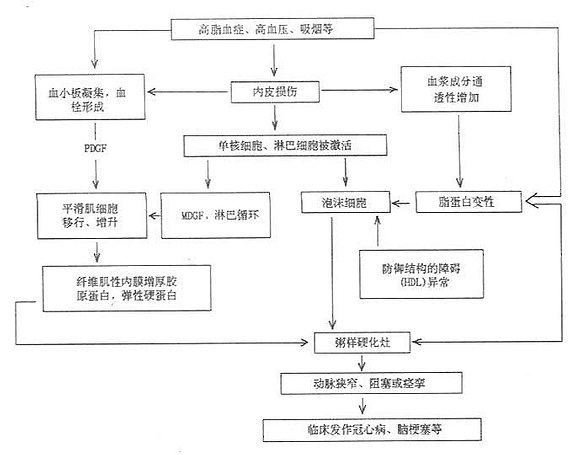 高脂血症、高血压、吸烟等
血小板凝集，血
栓形成
内皮损伤
血浆成分通
透性增加
PDGF
单核细胞、淋巴细胞被激活
平滑肌细胞
移行、增升
MDGF，淋巴循环
泡沫细胞
脂蛋白变性
防御结构的障碍
(HDL)异常
纤维肌性内膜增厚胶
原蛋白，弹性硬蛋白
粥样硬化灶
动脉狭窄、阻塞或痉挛
临床发作冠心病、脑梗塞等